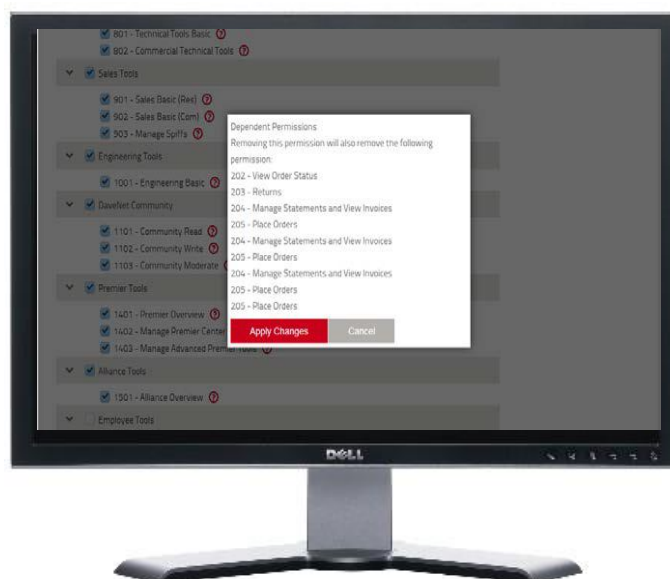 801 - Technical Tools Basic ?
802 - Commercial Technical Tools ?
Sales Tools
901 - Sales Basic (Res) ?
902 - Sales Basic (Com) ?
903 - Manage Spiffs ?
Engineering Tools
1001 - Engineering Basic ?
DaveNet Community
1101 - Community Read ?
1102 - Community Write ?
1103 - Community Moderate
Premier Tools
1401 - Premier Overview ?
1402 - Manage Premier Center
1403 - Manage Advanced Premier Tools ?
Alliance Tools
1901 - Alliance Overview ?
Employee Tools
Dependent Permissions
Removing this permission will also remove the following
permission:
202 - View Order Status
203 - Returns
204 - Manage Statements and View Invoices
205 - Place Orders
204 - Manage Statements and View Invoices
205 - Place Orders
204 - Manage Statements and View Invoices
205 - Place Orders
205 - Place Orders
Apply Changes
Cancel
DELL